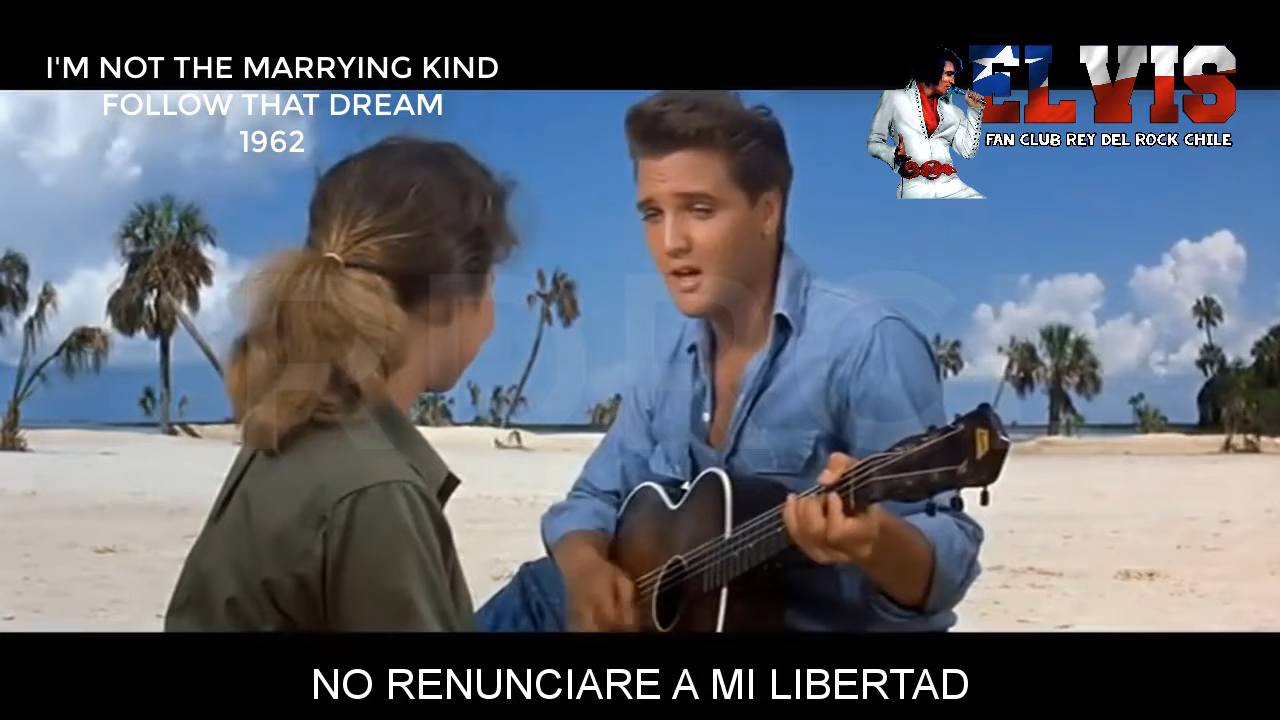 I'M NOT THE MARRYING KIND
FOLLOW THAT DREAM
1962
ELVIS
FAN CLUB REY DEL ROCK CHILE
NO RENUNCIARE A MI LIBERTAD